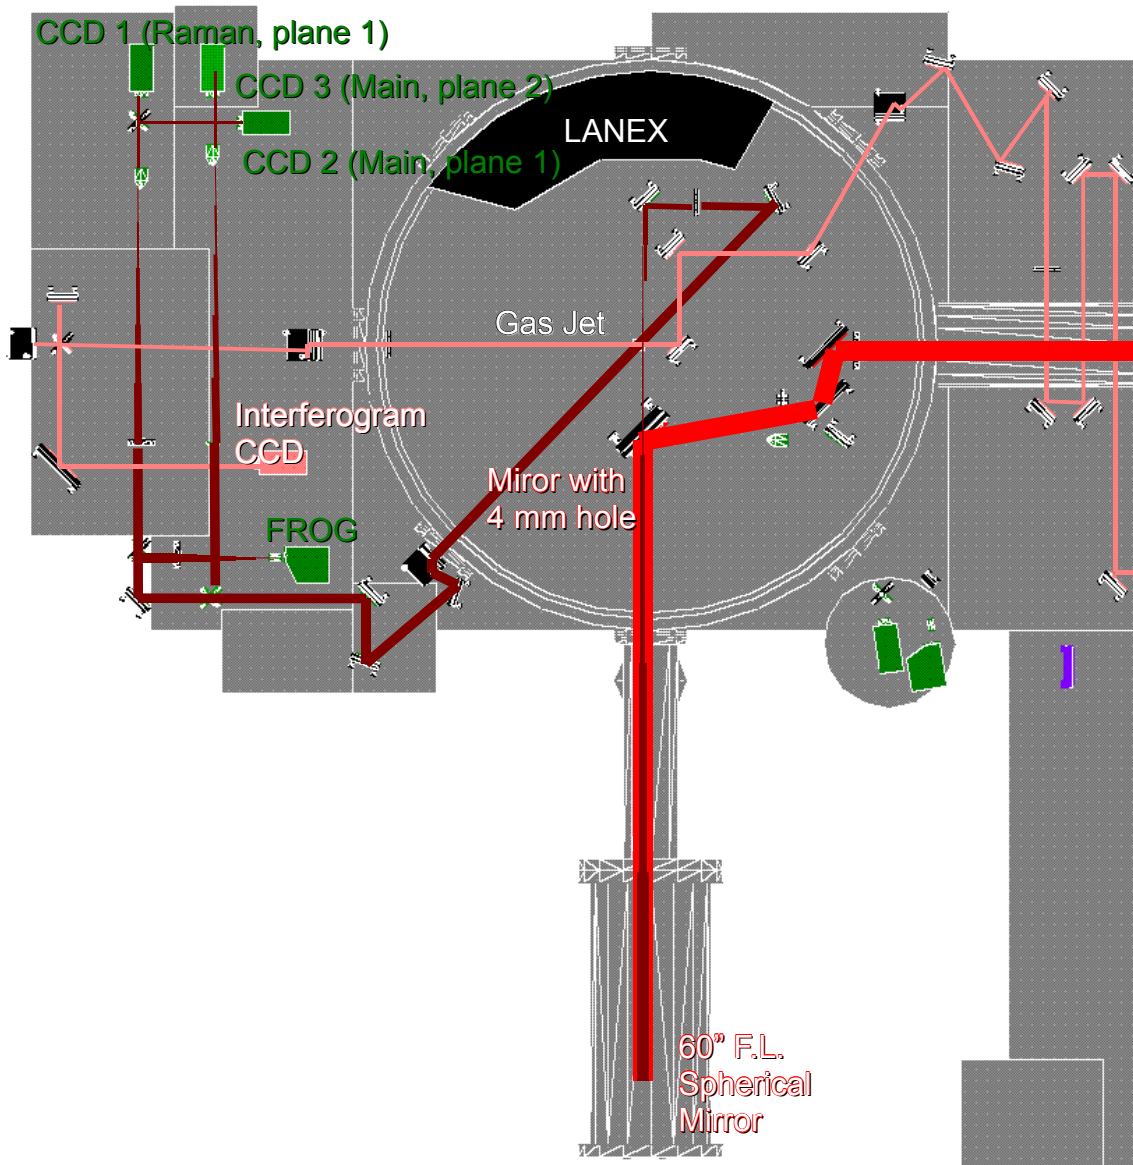 CCD 1 (Raman, plane 1)
CCD 3 (Main, plane 2)
LANEX
CCD 2 (Main, plane 1)
Gas Jet
Interferogram
CCD
Miror with
4 mm hole
FROG
60” F.L.
Spherical
Mirror